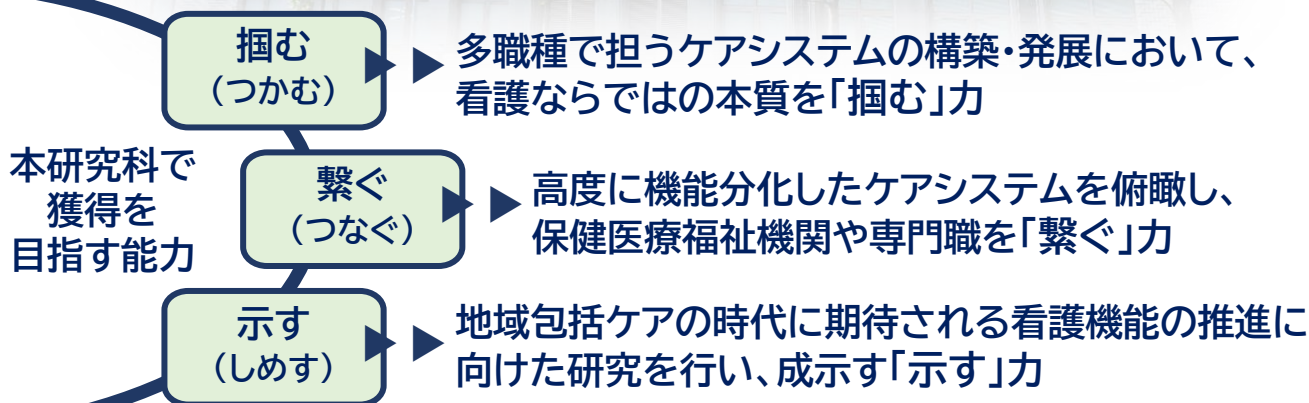 掴む
（つかむ）
多職種で担うケアシステムの構築・発展において、
看護ならではの本質を「掴む」力
本研究科で
獲得を
目指す能力
繋ぐ
（つなぐ）
高度に機能分化したケアシステムを俯瞰し、
保健医療福祉機関や専門職を「繋ぐ」力
示す
（しめす）
地域包括ケアの時代に期待される看護機能の推進に
向けた研究を行い、成示す「示す」力